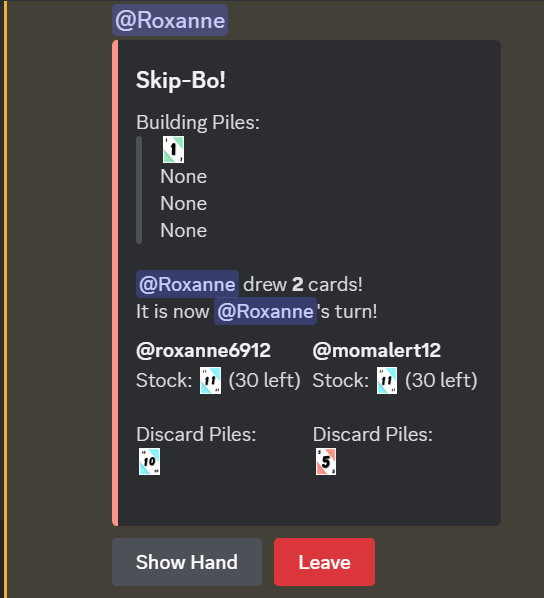 @Roxanne
Skip-Bo!
Building Piles:
1
None
None
None
@Roxanne drew 2 cards!
It is now @Roxanne's turn!
@roxanne6912 @momalert12
Stock: 11 (30 left) Stock: 11 (30 left)
Discard Piles: Discard Piles:
10 5
Show Hand Leave